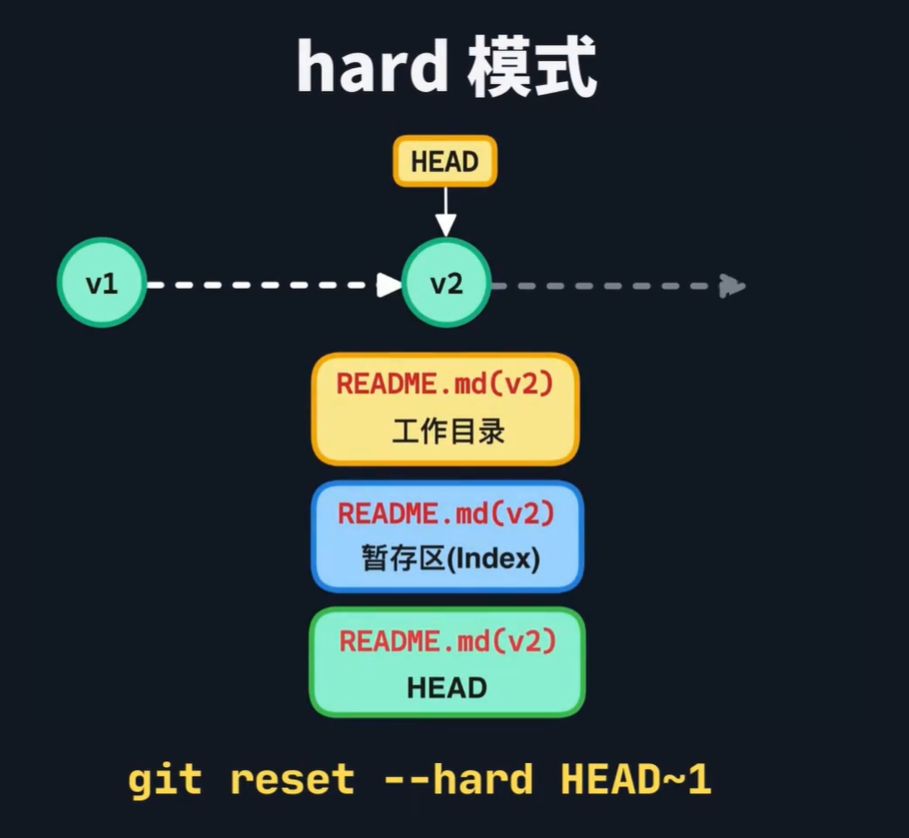 hard 模式
HEAD
v1
v2
README.md(v2)
工作目录
README.md(v2)
暂存区(Index)
README.md(v2)
HEAD
git reset --hard HEAD~1